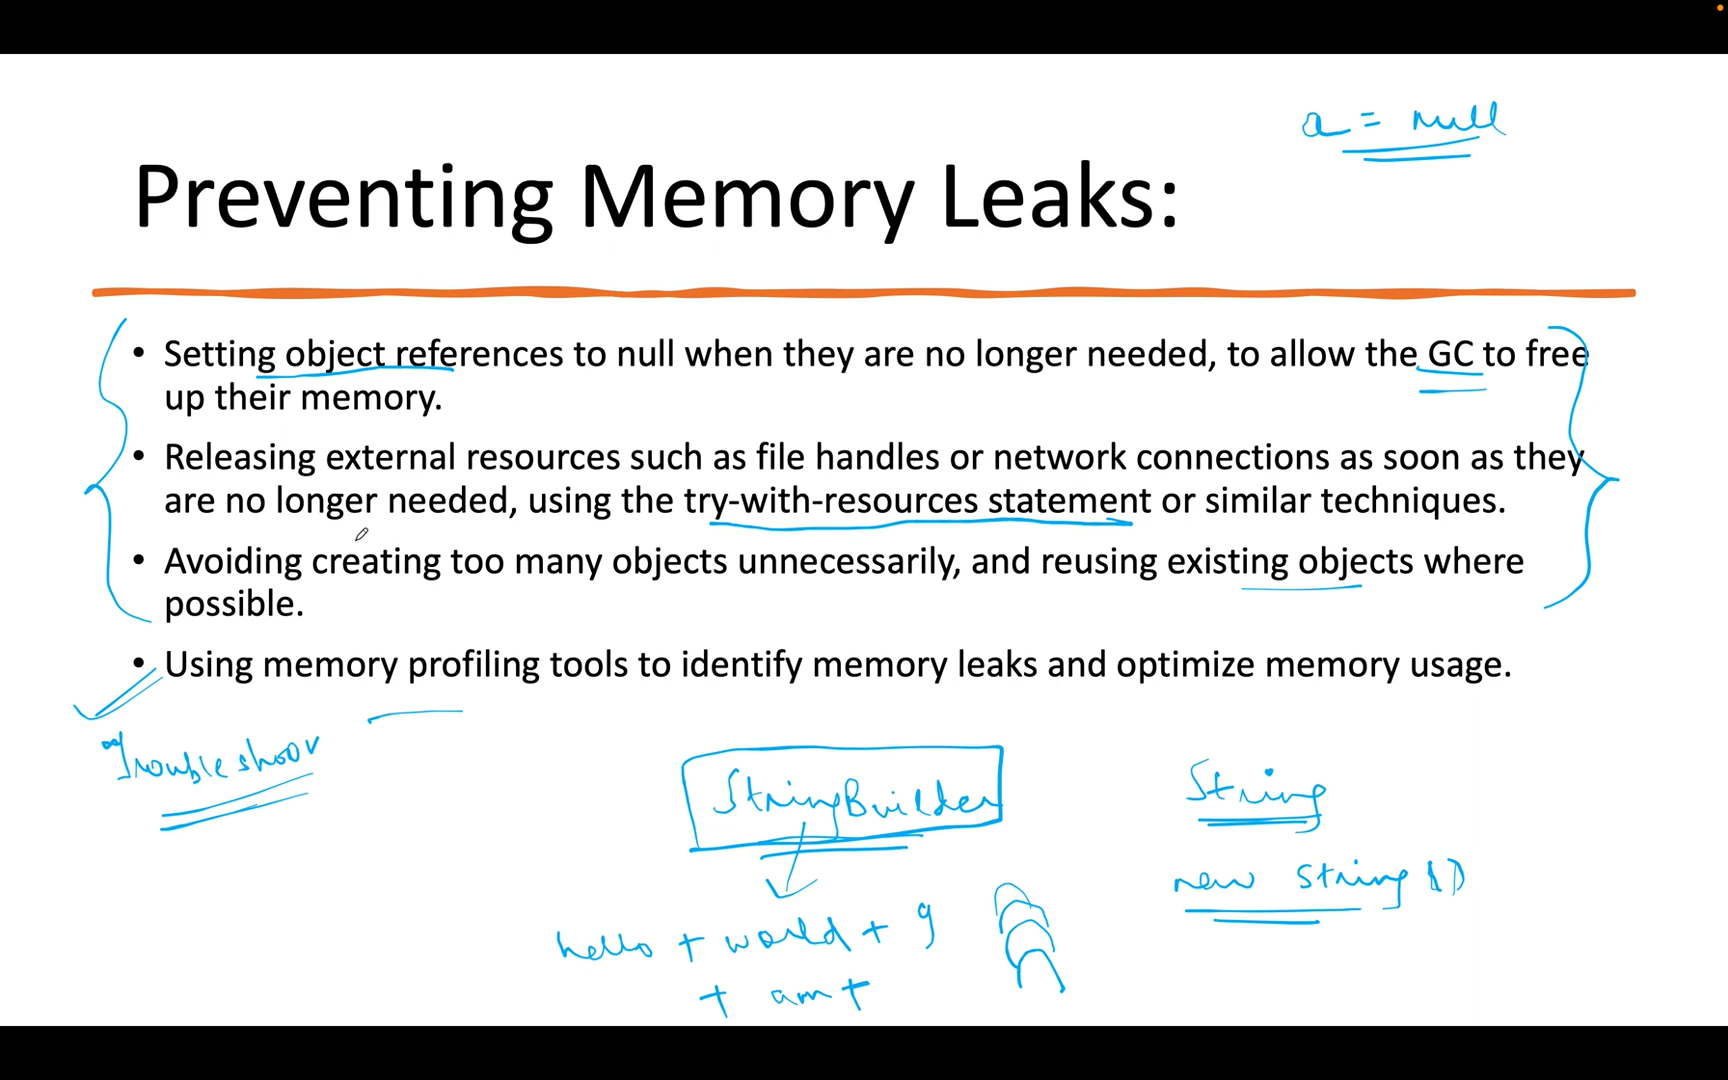 a = null
Preventing Memory Leaks:
• Setting object references to null when they are no longer needed, to allow the GC to free
up their memory.
• Releasing external resources such as file handles or network connections as soon as they
are no longer needed, using the try-with-resources statement or similar techniques.
• Avoiding creating too many objects unnecessarily, and reusing existing objects where
possible.
• Using memory profiling tools to identify memory leaks and optimize memory usage.
StringBuilder
String
new String ()
hello + world +
+ am +